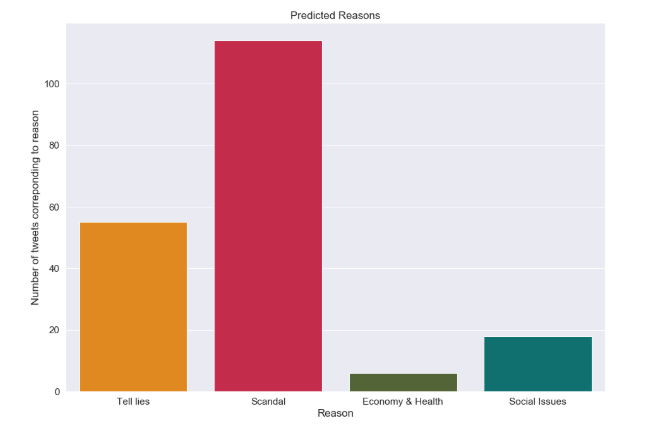 Predicted Reasons
Number of tweets correponding to reason
100
80
60
40
20
0
Tell lies
Scandal
Economy & Health
Social Issues
Reason